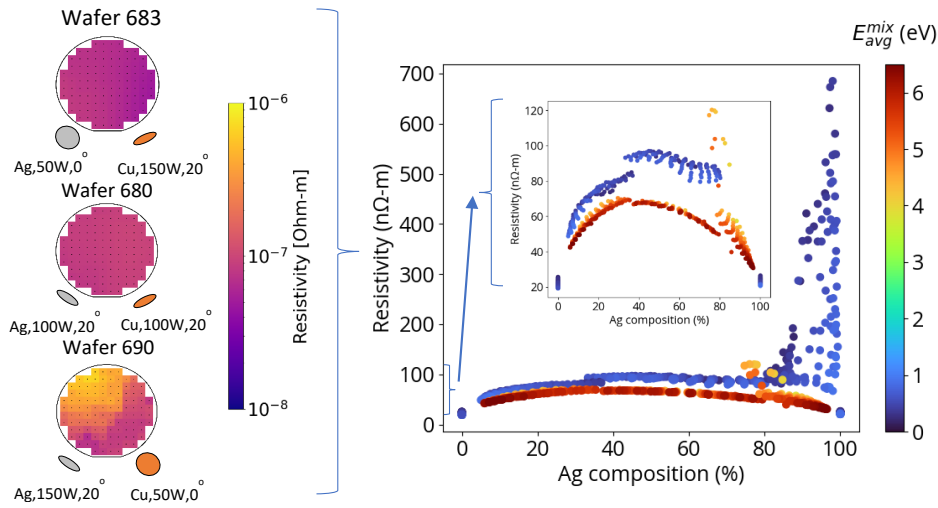 Wafer 683
Ag,50W,0°
Cu,150W,20°
Wafer 680
Ag,100W,20°
Cu,100W,20°
Wafer 690
Ag,150W,20°
Cu,50W,0°
10⁻⁶
10⁻⁷
10⁻⁸
Resistivity [Ohm-m]
700
600
500
400
300
200
100
0
Resistivity (nΩ-m)
0
20
40
60
80
100
Ag composition (%)
120
100
80
60
40
20
Resistivity (nΩ-m)
0
20
40
60
80
100
Ag composition (%)
E_{avg}^{mix} (eV)
6
5
4
3
2
1
0